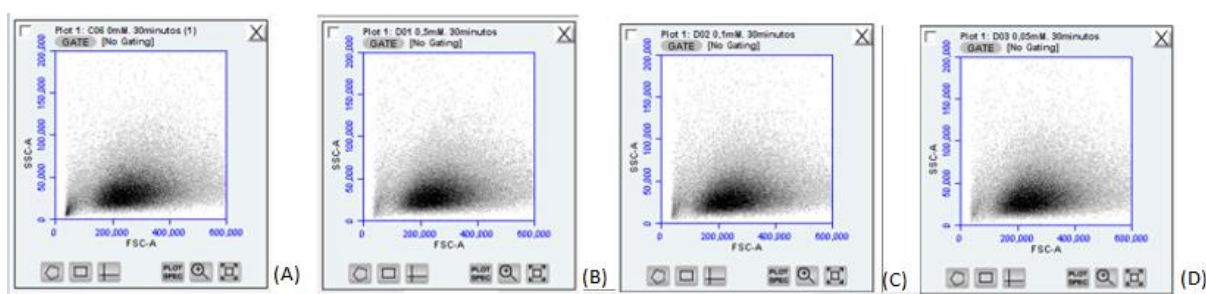 Plot 1: C06 0mM. 30minutos (1)
GATE [No Gating]
X
SSC-A
0 50,000 100,000 150,000 200,000
0 200,000 400,000 600,000
FSC-A
PLOT SPEC
(A)
Plot 1: D01 0,5mM. 30minutos
GATE [No Gating]
X
SSC-A
0 50,000 100,000 150,000 200,000
0 200,000 400,000 600,000
FSC-A
PLOT SPEC
(B)
Plot 1: D02 0,1mM. 30minutos
GATE [No Gating]
X
SSC-A
0 50,000 100,000 150,000 200,000
0 200,000 400,000 600,000
FSC-A
PLOT SPEC
(C)
Plot 1: D03 0,05mM. 30minutos
GATE [No Gating]
X
SSC-A
0 50,000 100,000 150,000 200,000
0 200,000 400,000 600,000
FSC-A
PLOT SPEC
(D)